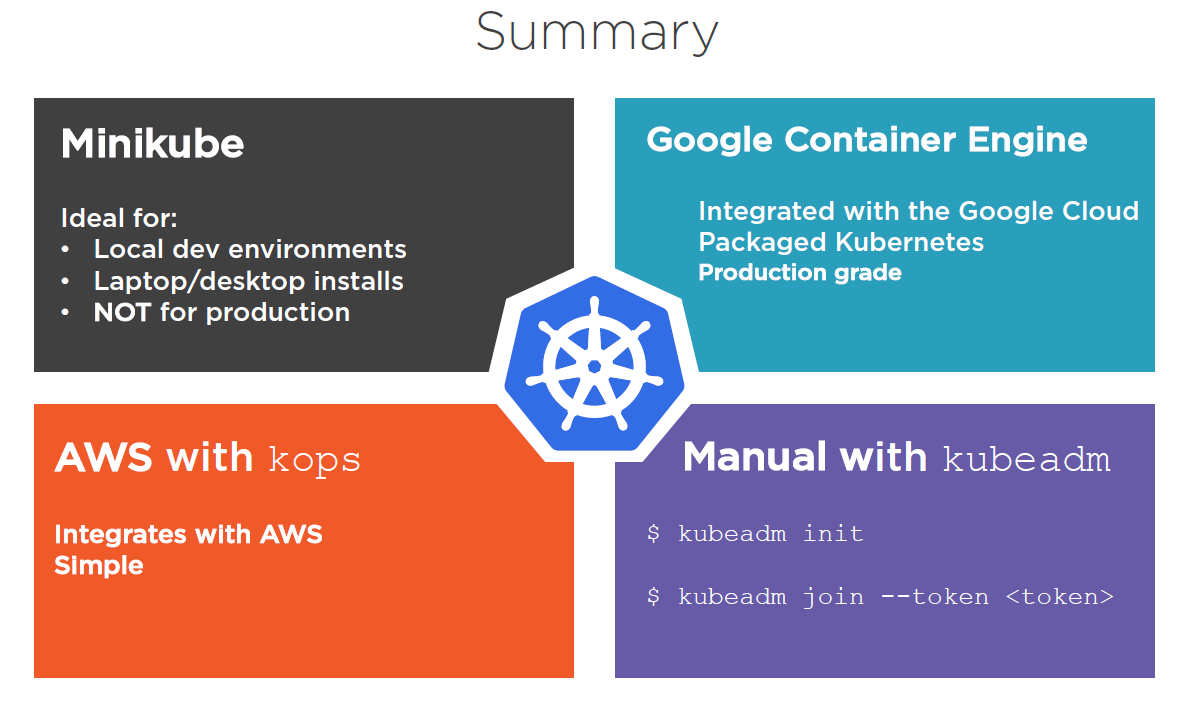 Summary
Minikube
Ideal for:
• Local dev environments
• Laptop/desktop installs
• NOT for production
Google Container Engine
Integrated with the Google Cloud
Packaged Kubernetes
Production grade
AWS with kops
Integrates with AWS
Simple
Manual with kubeadm
$ kubeadm init
$ kubeadm join --token <token>